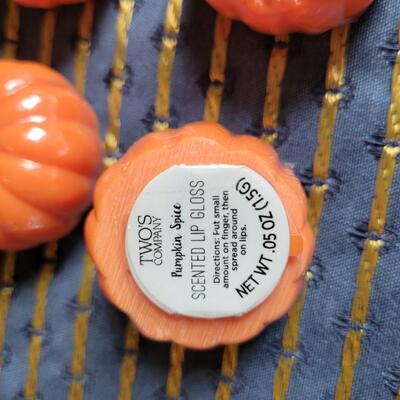 TWO'S
COMPANY
Pumpkin Spice
SCENTED LIP GLOSS
Directions: Put small
amount on finger, then
spread around
on lips.
NET WT .05 OZ (1.5G)